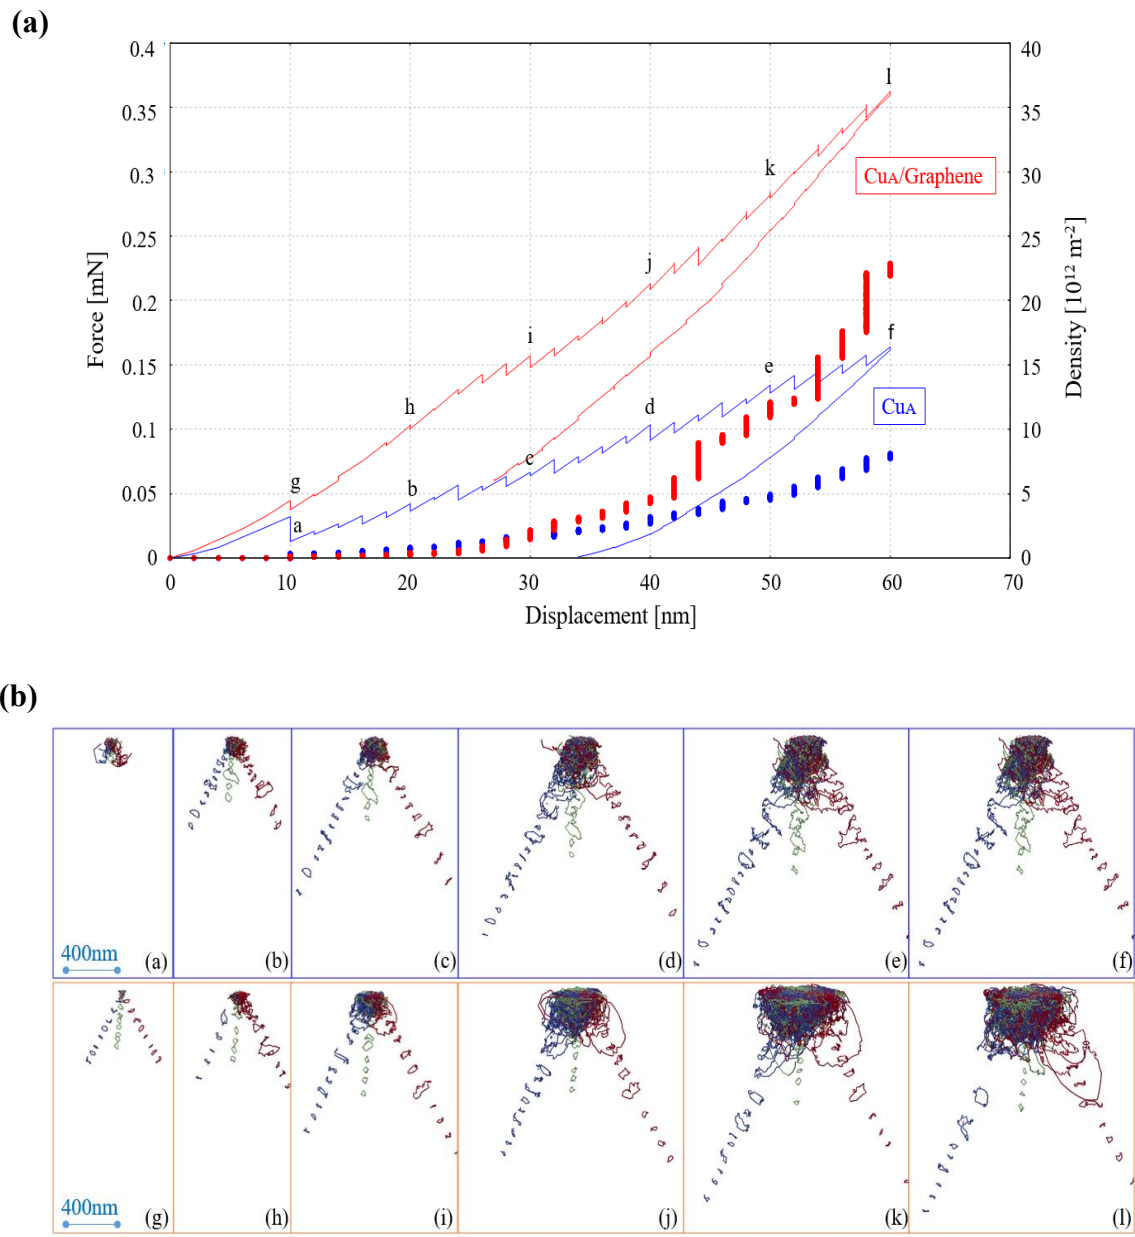 (a)
0.4
0.35
0.3
0.25
0.2
0.15
0.1
0.05
0
Force [mN]
40
35
30
25
20
15
10
5
0
Density [10¹² m⁻²]
0 10 20 30 40 50 60 70
Displacement [nm]
l
k
j
i
h
g
f
e
d
c
b
a
CuA/Graphene
CuA
(b)
400nm
(a) (b) (c) (d) (e) (f)
400nm
(g) (h) (i) (j) (k) (l)